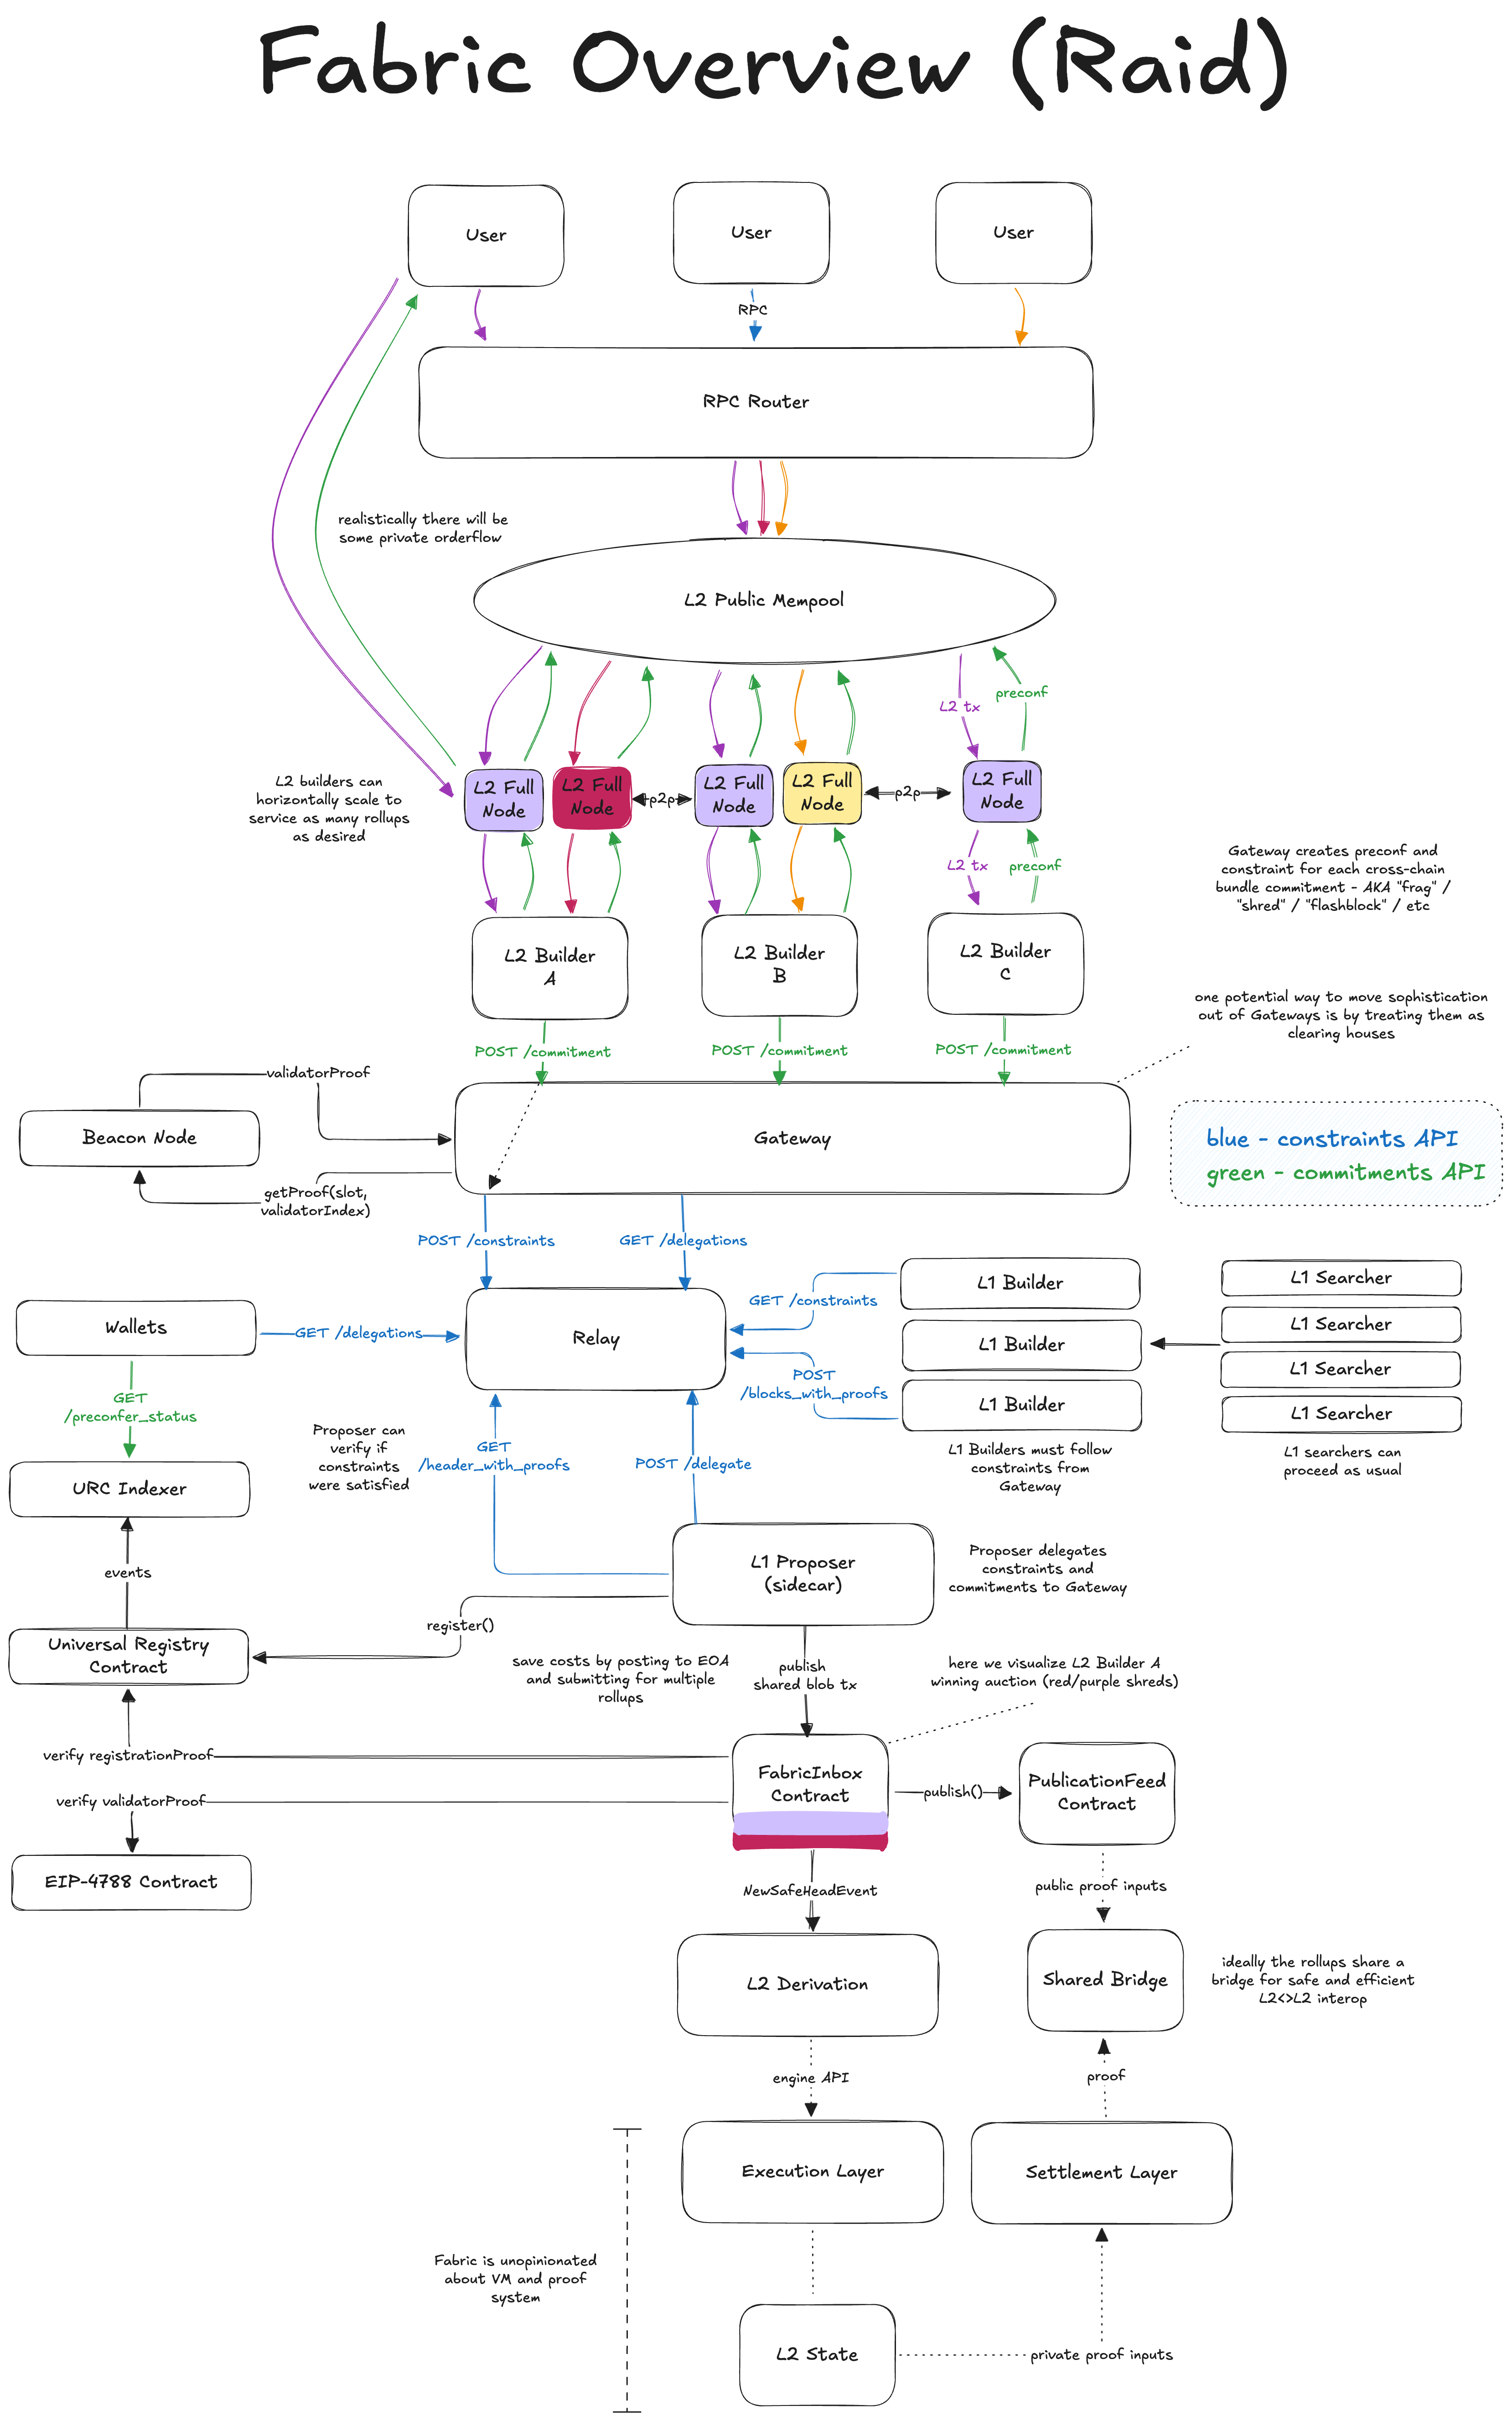 Fabric Overview (Raid)
User
User
User
RPC
RPC Router
realistically there will be
some private orderflow
L2 Public Mempool
L2 tx
preconf
L2 builders can
horizontally scale to
service as many rollups
as desired
L2 Full
Node
L2 Full
Node
p2p
L2 Full
Node
L2 Full
Node
p2p
L2 Full
Node
L2 tx
preconf
Gateway creates preconf and
constraint for each cross-chain
bundle commitment - AKA "frag" /
"shred" / "flashblock" / etc
L2 Builder
A
L2 Builder
B
L2 Builder
C
one potential way to move sophistication
out of Gateways is by treating them as
clearing houses
POST /commitment
POST /commitment
POST /commitment
validatorProof
Beacon Node
Gateway
blue - constraints API
green - commitments API
getProof(slot,
validatorIndex)
POST /constraints
GET /delegations
Wallets
GET /delegations
Relay
GET /constraints
POST
/blocks_with_proofs
L1 Builder
L1 Builder
L1 Builder
L1 Searcher
L1 Searcher
L1 Searcher
L1 Searcher
GET
/preconfer_status
Proposer can
verify if
constraints
were satisfied
GET
/header_with_proofs
POST /delegate
L1 Builders must follow
constraints from
Gateway
L1 searchers can
proceed as usual
URC Indexer
events
L1 Proposer
(sidecar)
Proposer delegates
constraints and
commitments to Gateway
register()
Universal Registry
Contract
save costs by posting to EOA
and submitting for multiple
rollups
publish
shared blob tx
here we visualize L2 Builder A
winning auction (red/purple shreds)
verify registrationProof
verify validatorProof
FabricInbox
Contract
publish()
PublicationFeed
Contract
EIP-4788 Contract
NewSafeHeadEvent
public proof inputs
L2 Derivation
Shared Bridge
ideally the rollups share a
bridge for safe and efficient
L2<>L2 interop
engine API
proof
Execution Layer
Settlement Layer
Fabric is unopinionated
about VM and proof
system
L2 State
private proof inputs